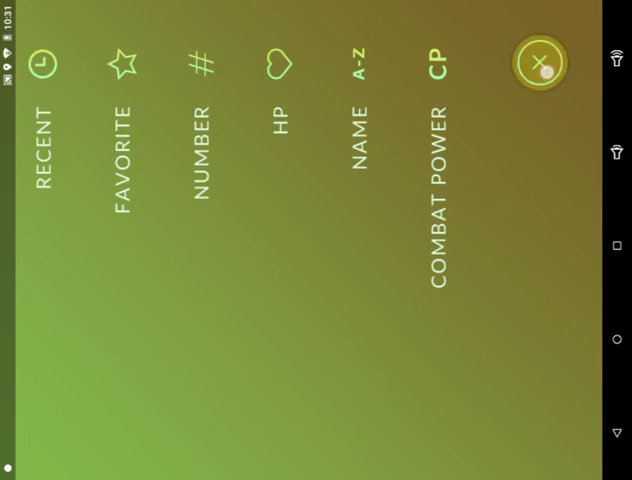 10:31
RECENT
FAVORITE
# NUMBER
HP
A-Z NAME
CP COMBAT POWER